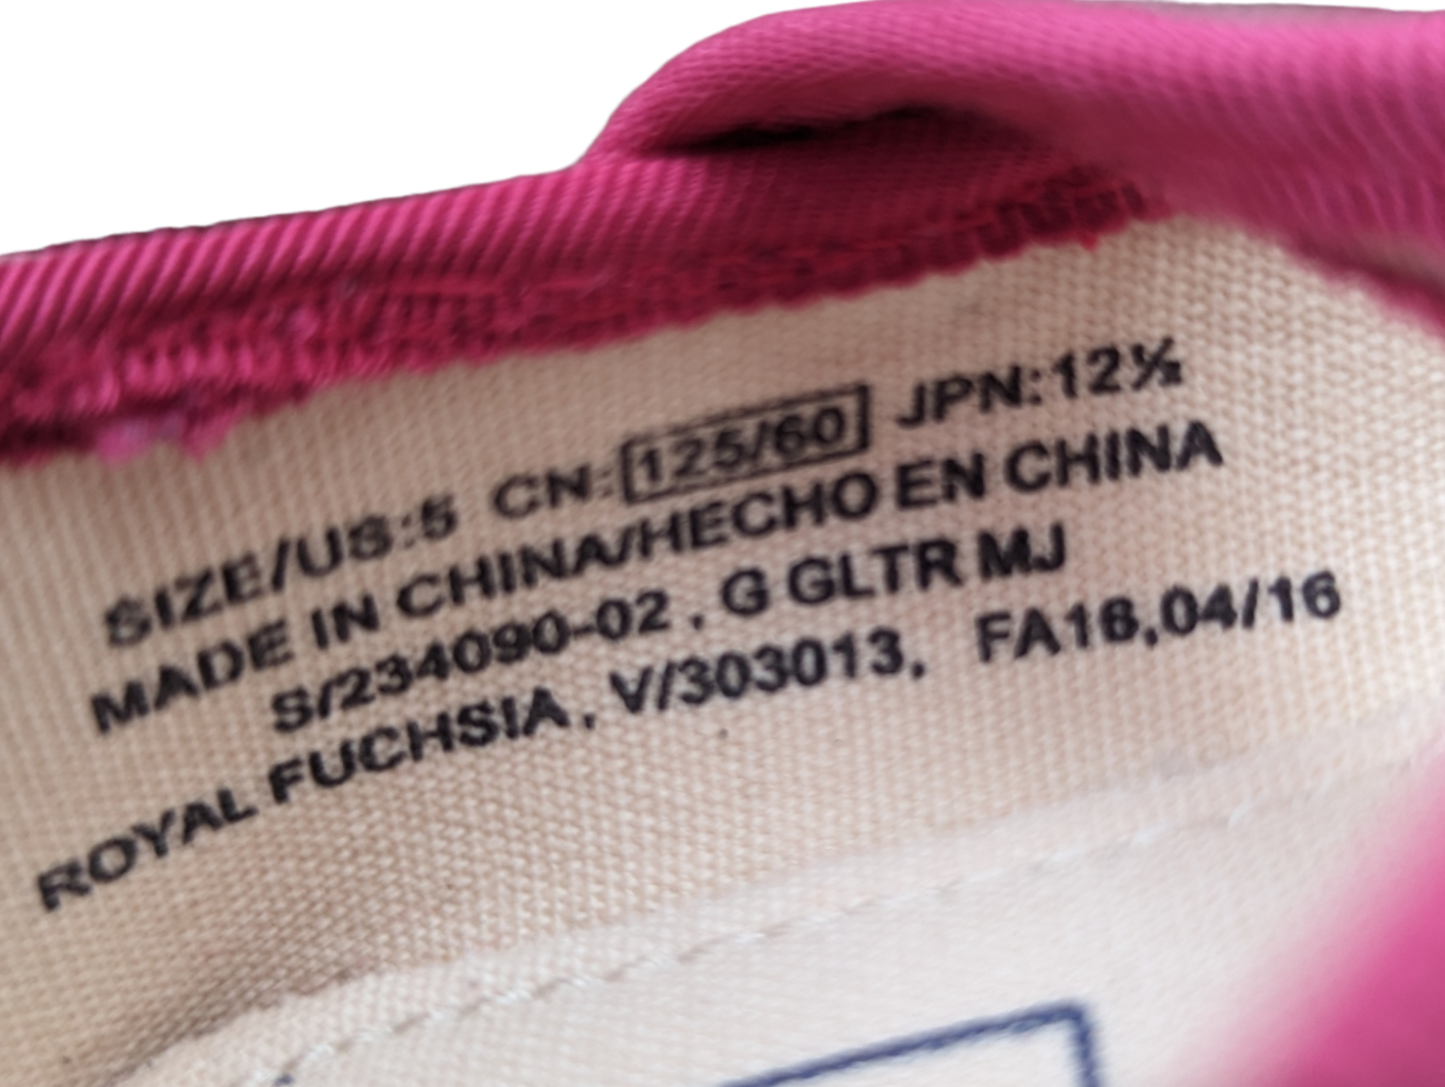 SIZE/US:5 CN:125/60 JPN:12½
MADE IN CHINA/HECHO EN CHINA
S/234090-02 , G GLTR MJ
ROYAL FUCHSIA , V/303013, FA16,04/16